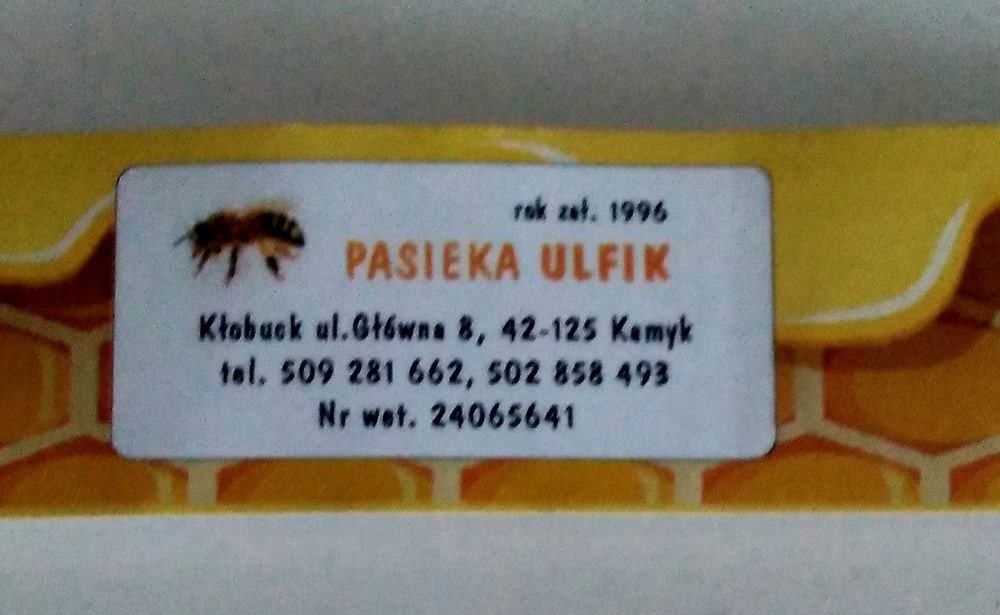 rok zał. 1996
PASIEKA ULFIK
Kłobuck ul.Główna 8, 42-125 Kamyk
tel. 509 281 662, 502 858 493
Nr wet. 24065641